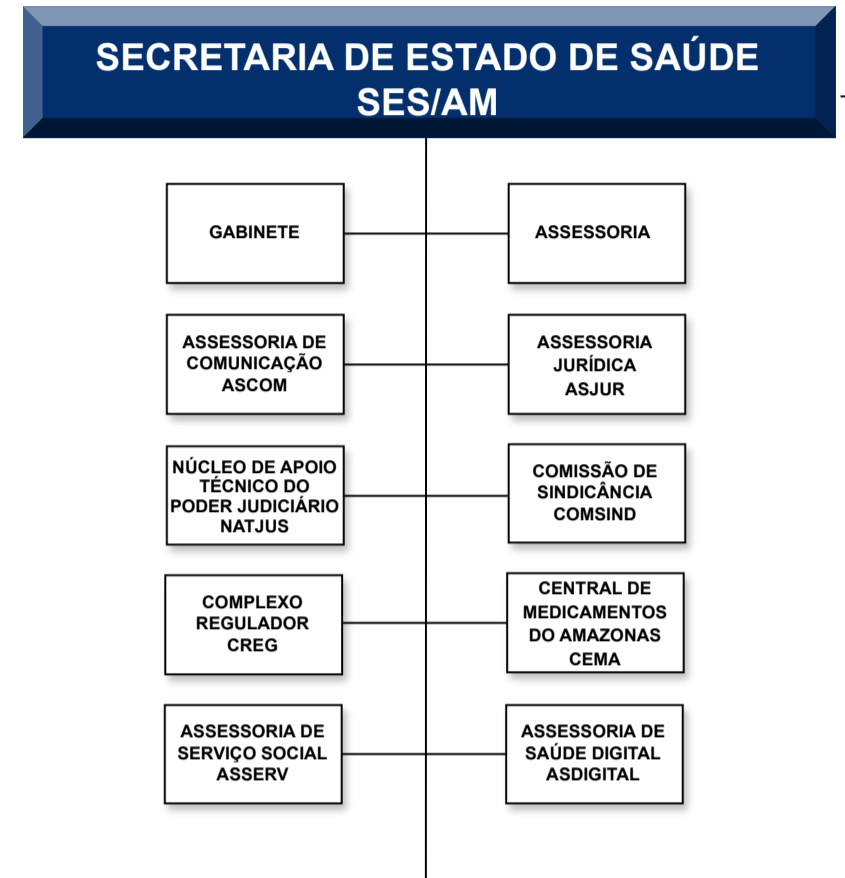 SECRETARIA DE ESTADO DE SAÚDE
SES/AM
GABINETE
ASSESSORIA
ASSESSORIA DE
COMUNICAÇÃO
ASCOM
ASSESSORIA
JURÍDICA
ASJUR
NÚCLEO DE APOIO
TÉCNICO DO
PODER JUDICIÁRIO
NATJUS
COMISSÃO DE
SINDICÂNCIA
COMSIND
COMPLEXO
REGULADOR
CREG
CENTRAL DE
MEDICAMENTOS
DO AMAZONAS
CEMA
ASSESSORIA DE
SERVIÇO SOCIAL
ASSERV
ASSESSORIA DE
SAÚDE DIGITAL
ASDIGITAL